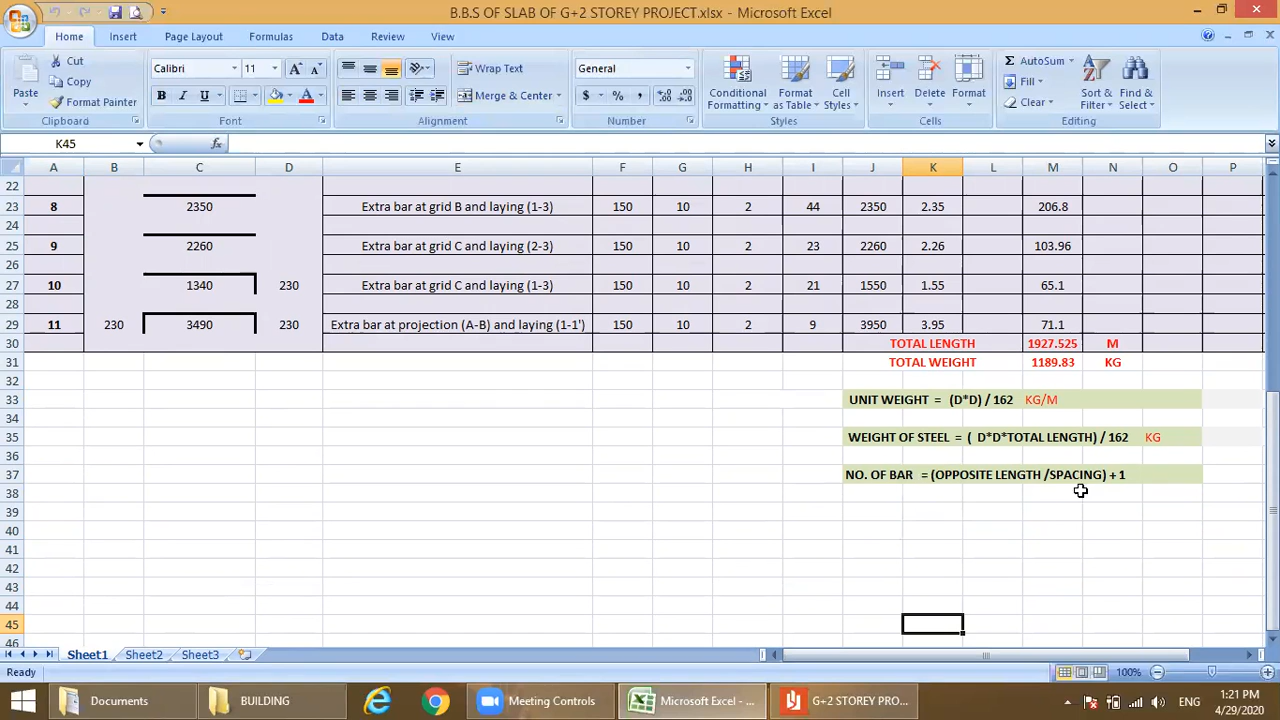 B.B.S OF SLAB OF G+2 STOREY PROJECT.xlsx - Microsoft Excel
Home Insert Page Layout Formulas Data Review View
Paste
Cut
Copy
Format Painter
Clipboard
Calibri 11
B I U
Font
Wrap Text
Merge & Center
Alignment
General
$ % ,
Number
Conditional Formatting
Format as Table
Cell Styles
Styles
Insert Delete Format
Cells
Σ AutoSum
Fill
Clear
Sort & Filter
Find & Select
Editing
K45 fx
A B C D E F G H I J K L M N O P
22
23 8 2350 Extra bar at grid B and laying (1-3) 150 10 2 44 2350 2.35 206.8
24
25 9 2260 Extra bar at grid C and laying (2-3) 150 10 2 23 2260 2.26 103.96
26
27 10 1340 230 Extra bar at grid C and laying (1-3) 150 10 2 21 1550 1.55 65.1
28
29 11 230 3490 230 Extra bar at projection (A-B) and laying (1-1') 150 10 2 9 3950 3.95 71.1
30 TOTAL LENGTH 1927.525 M
31 TOTAL WEIGHT 1189.83 KG
32
33 UNIT WEIGHT = (D*D) / 162 KG/M
34
35 WEIGHT OF STEEL = ( D*D*TOTAL LENGTH) / 162 KG
36
37 NO. OF BAR = (OPPOSITE LENGTH /SPACING) + 1
38
39
40
41
42
43
44
45
46
Sheet1 Sheet2 Sheet3
Ready 100%
Documents BUILDING Meeting Controls Microsoft Excel - ... G+2 STOREY PRO... ENG 1:21 PM
4/29/2020